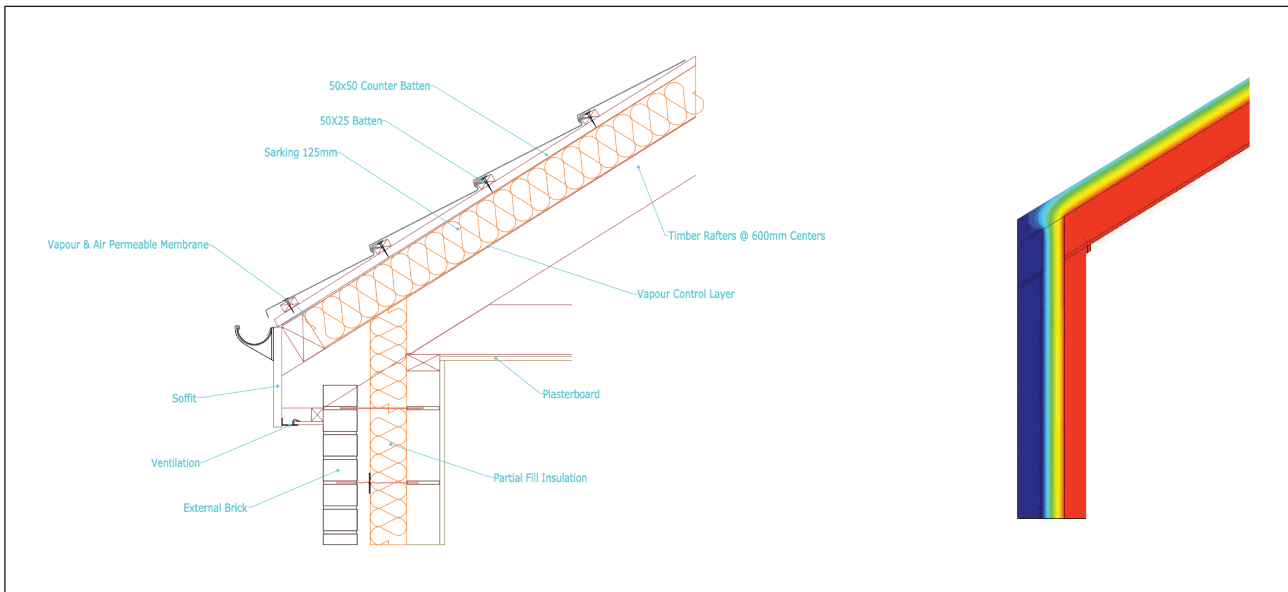 50x50 Counter Batten
50X25 Batten
Sarking 125mm
Timber Rafters @ 600mm Centers
Vapour & Air Permeable Membrane
Vapour Control Layer
Soffit
Plasterboard
Ventilation
Partial Fill Insulation
External Brick